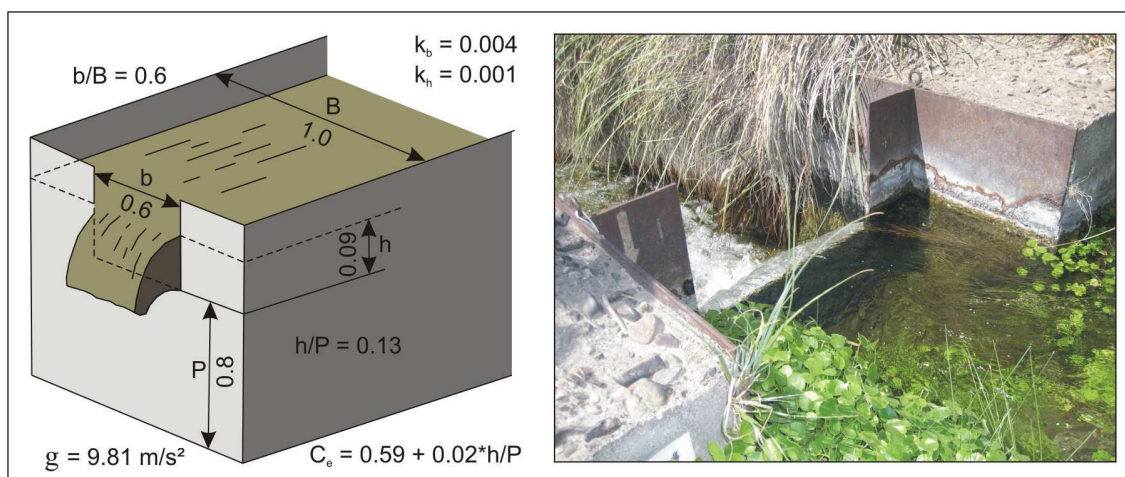 b/B = 0.6
k_b = 0.004
k_h = 0.001
B
1.0
b
0.6
0.09
h
h/P = 0.13
P
0.8
g = 9.81 m/s²
C_e = 0.59 + 0.02*h/P